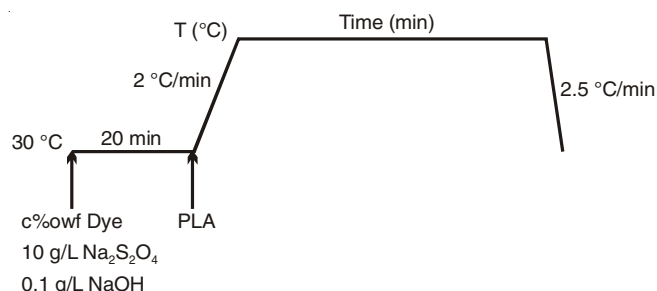 T (°C)
Time (min)
2 °C/min
2.5 °C/min
30 °C
20 min
c%owf Dye
PLA
10 g/L Na₂S₂O₄
0.1 g/L NaOH